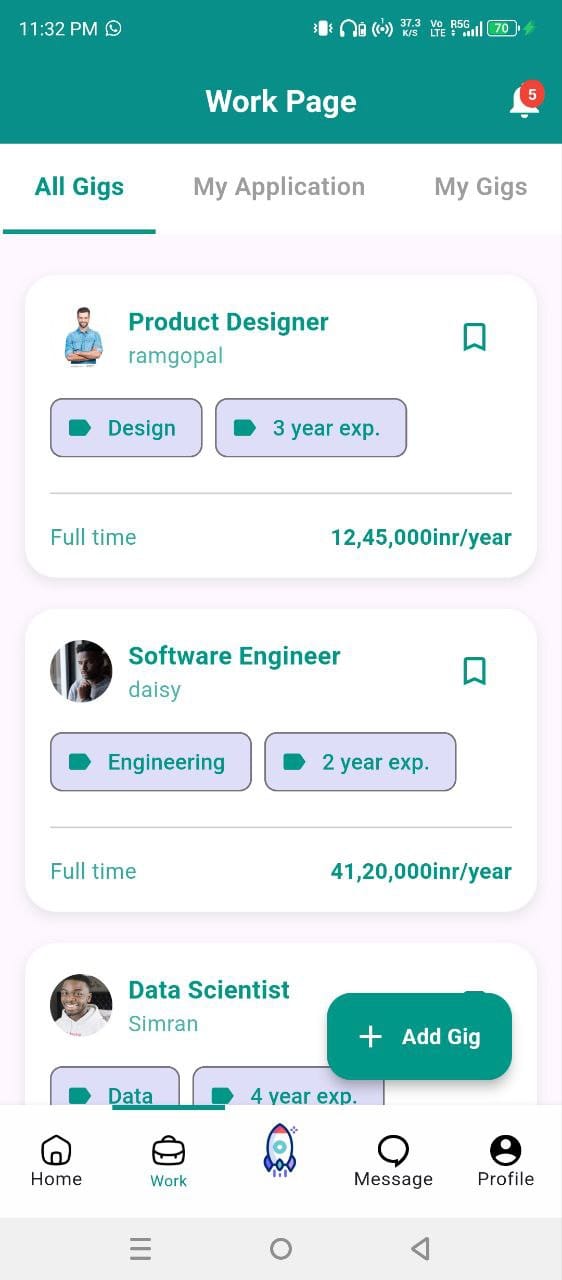 11:32 PM 37.3 K/S Vo LTE R5G 70
Work Page 5
All Gigs My Application My Gigs
Product Designer
ramgopal
Design 3 year exp.
Full time 12,45,000inr/year
Software Engineer
daisy
Engineering 2 year exp.
Full time 41,20,000inr/year
Data Scientist
Simran
+ Add Gig
Data 4 year exp.
Home Work Message Profile